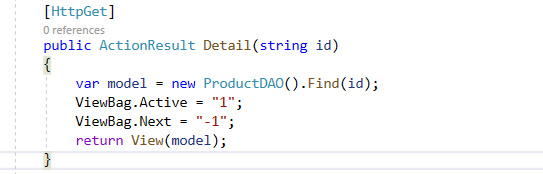 [HttpGet]
0 references
public ActionResult Detail(string id)
{
var model = new ProductDAO().Find(id);
ViewBag.Active = "1";
ViewBag.Next = "-1";
return View(model);
}